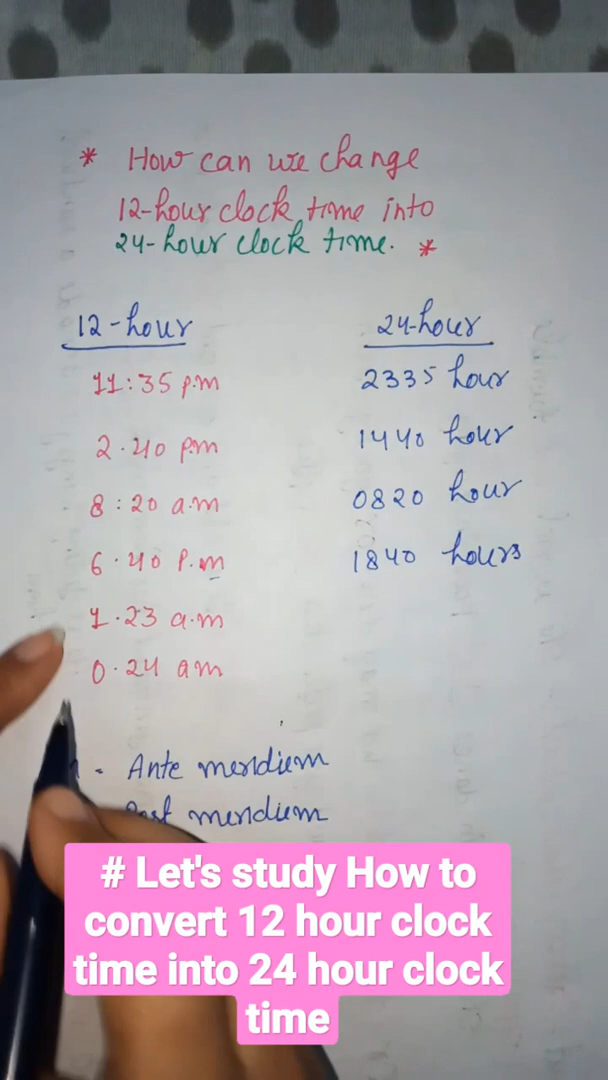 * How can we change
12-hour clock time into
24-hour clock time. *
12-hour 24-hour
11:35 p.m 2335 hour
2.40 pm 1440 hour
8:20 a.m 0820 hour
6.40 P.m 1840 hours
1.23 a.m
0.24 am
- Ante meridiem
Post meridiem
# Let's study How to
convert 12 hour clock
time into 24 hour clock
time